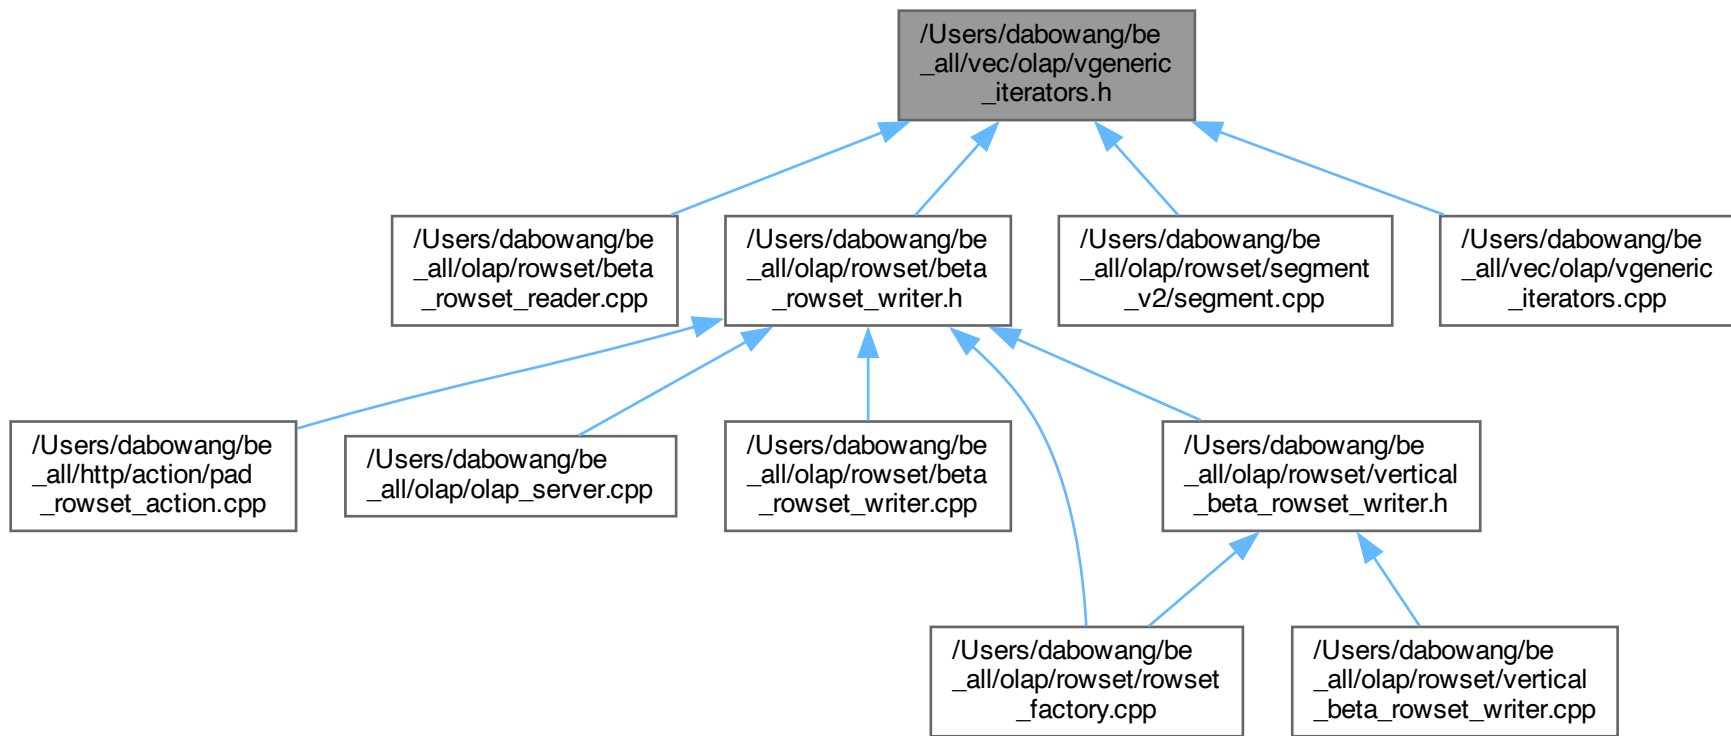 /Users/dabowang/be
_all/vec/olap/vgeneric
_iterators.h
/Users/dabowang/be
_all/olap/rowset/beta
_rowset_reader.cpp
/Users/dabowang/be
_all/olap/rowset/beta
_rowset_writer.h
/Users/dabowang/be
_all/olap/rowset/segment
_v2/segment.cpp
/Users/dabowang/be
_all/vec/olap/vgeneric
_iterators.cpp
/Users/dabowang/be
_all/http/action/pad
_rowset_action.cpp
/Users/dabowang/be
_all/olap/olap_server.cpp
/Users/dabowang/be
_all/olap/rowset/beta
_rowset_writer.cpp
/Users/dabowang/be
_all/olap/rowset/vertical
_beta_rowset_writer.h
/Users/dabowang/be
_all/olap/rowset/rowset
_factory.cpp
/Users/dabowang/be
_all/olap/rowset/vertical
_beta_rowset_writer.cpp